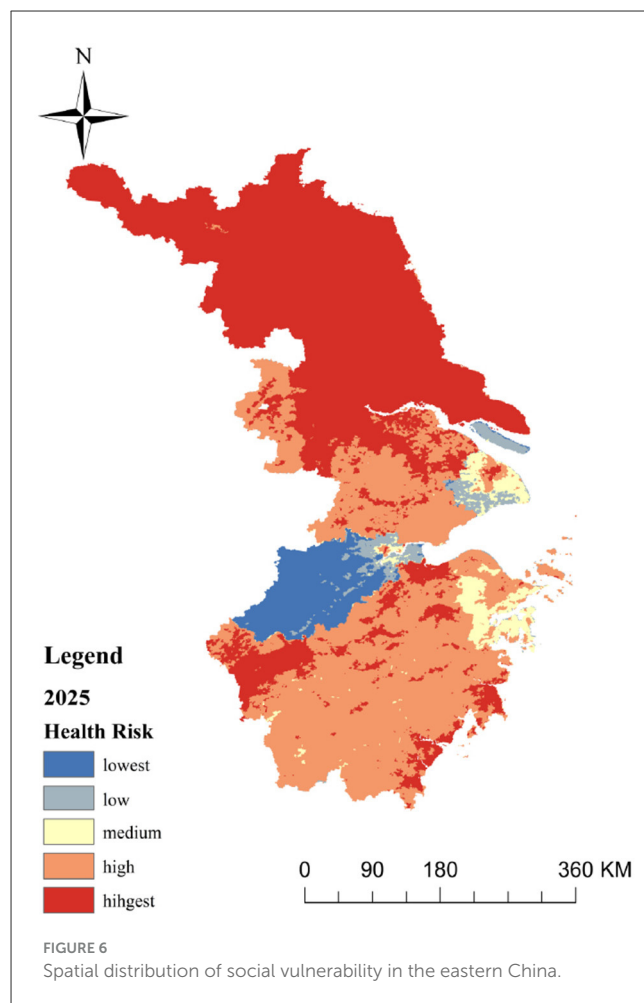 N
Legend
2025
Health Risk
lowest
low
medium
high
hihgest
0 90 180 360 KM
FIGURE 6
Spatial distribution of social vulnerability in the eastern China.